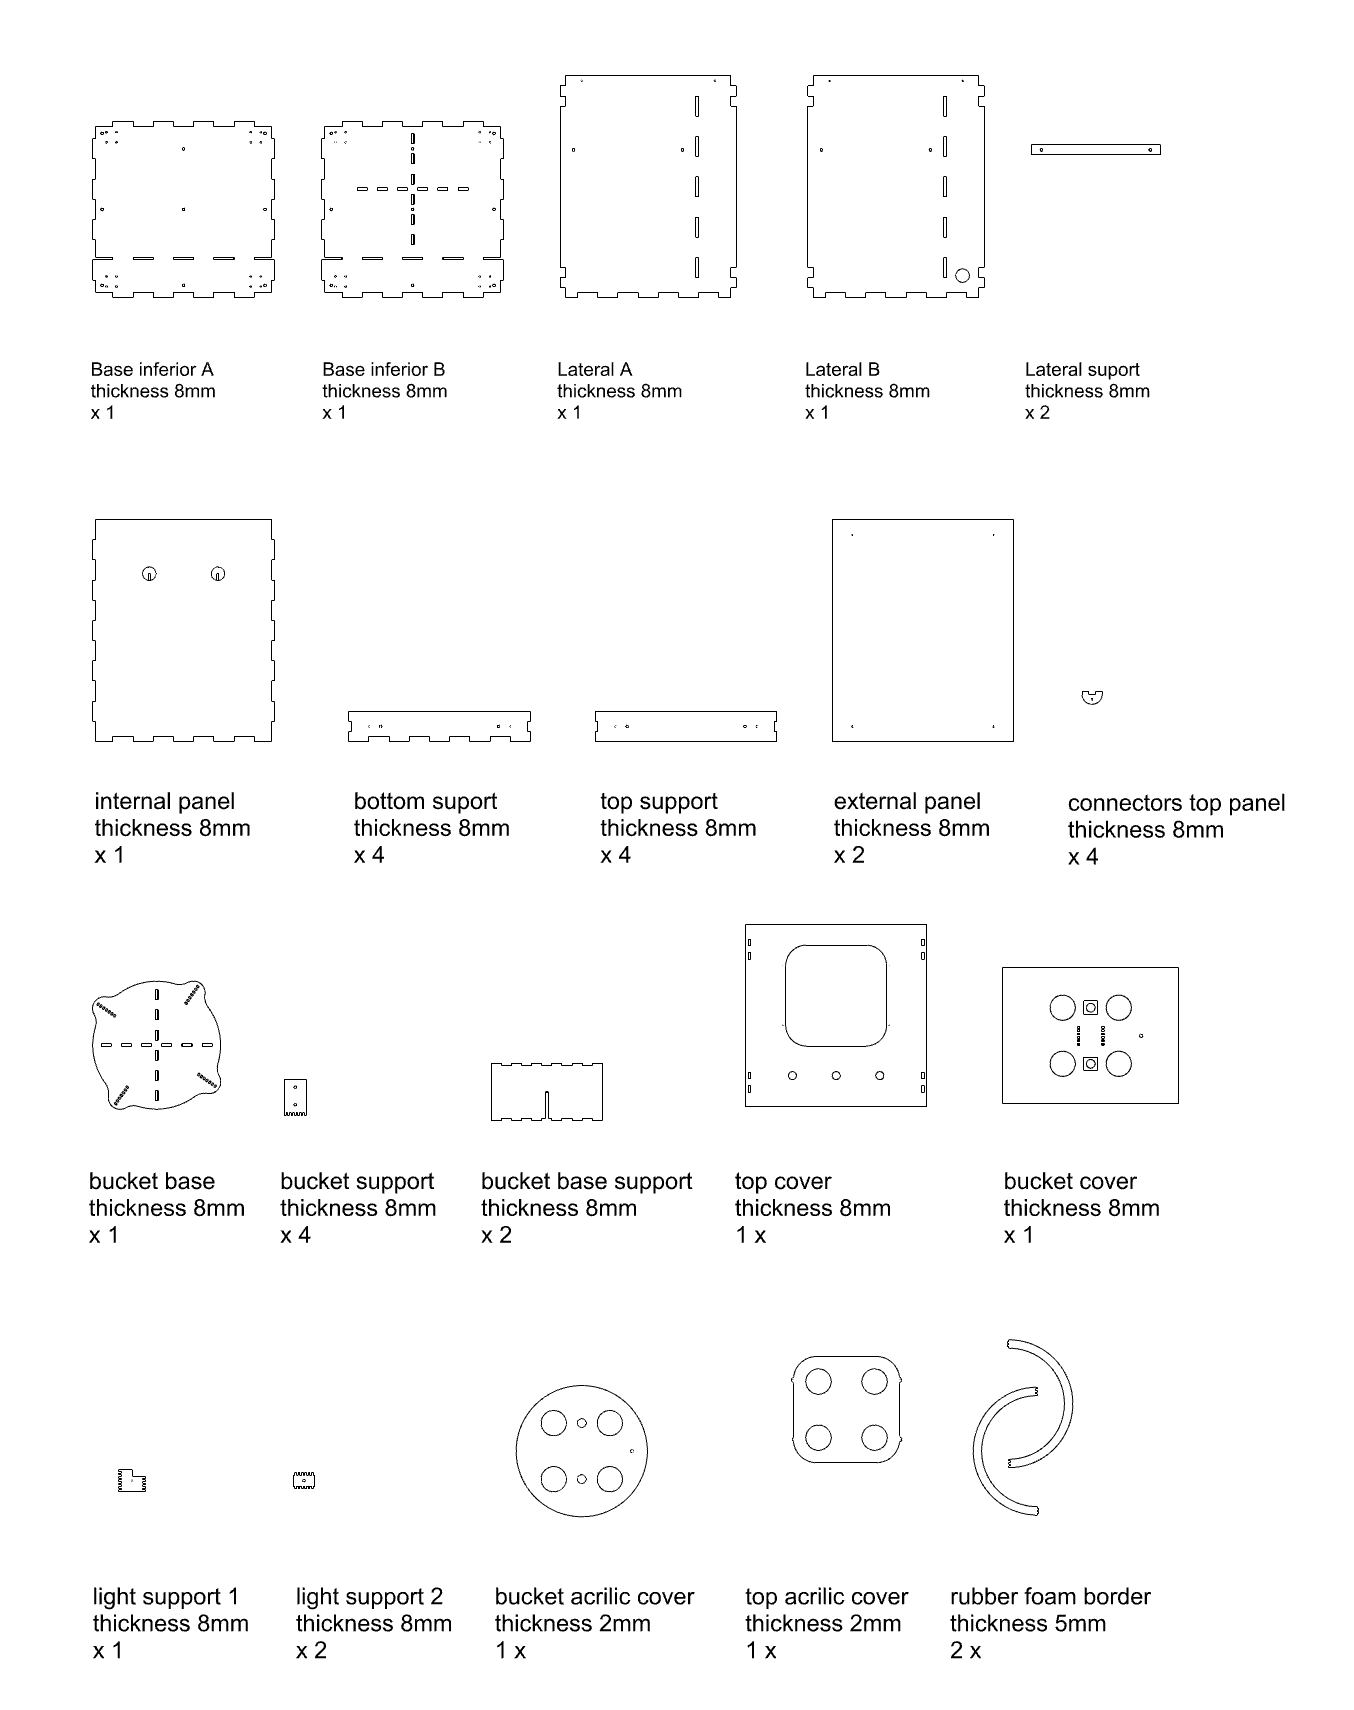 Base inferior A
thickness 8mm
x 1
Base inferior B
thickness 8mm
x 1
Lateral A
thickness 8mm
x 1
Lateral B
thickness 8mm
x 1
Lateral suport
thickness 8mm
x 2
internal panel
thickness 8mm
x 1
bottom suport
thickness 8mm
x 4
top support
thickness 8mm
x 4
external panel
thickness 8mm
x 2
connectors top panel
thickness 8mm
x 4
bucket base
thickness 8mm
x 1
bucket support
thickness 8mm
x 4
bucket base support
thickness 8mm
x 2
top cover
thickness 8mm
1 x
bucket cover
thickness 8mm
x 1
light support 1
thickness 8mm
x 1
light support 2
thickness 8mm
x 2
bucket acrilic cover
thickness 2mm
1 x
top acrilic cover
thickness 2mm
1 x
rubber foam border
thickness 5mm
2 x